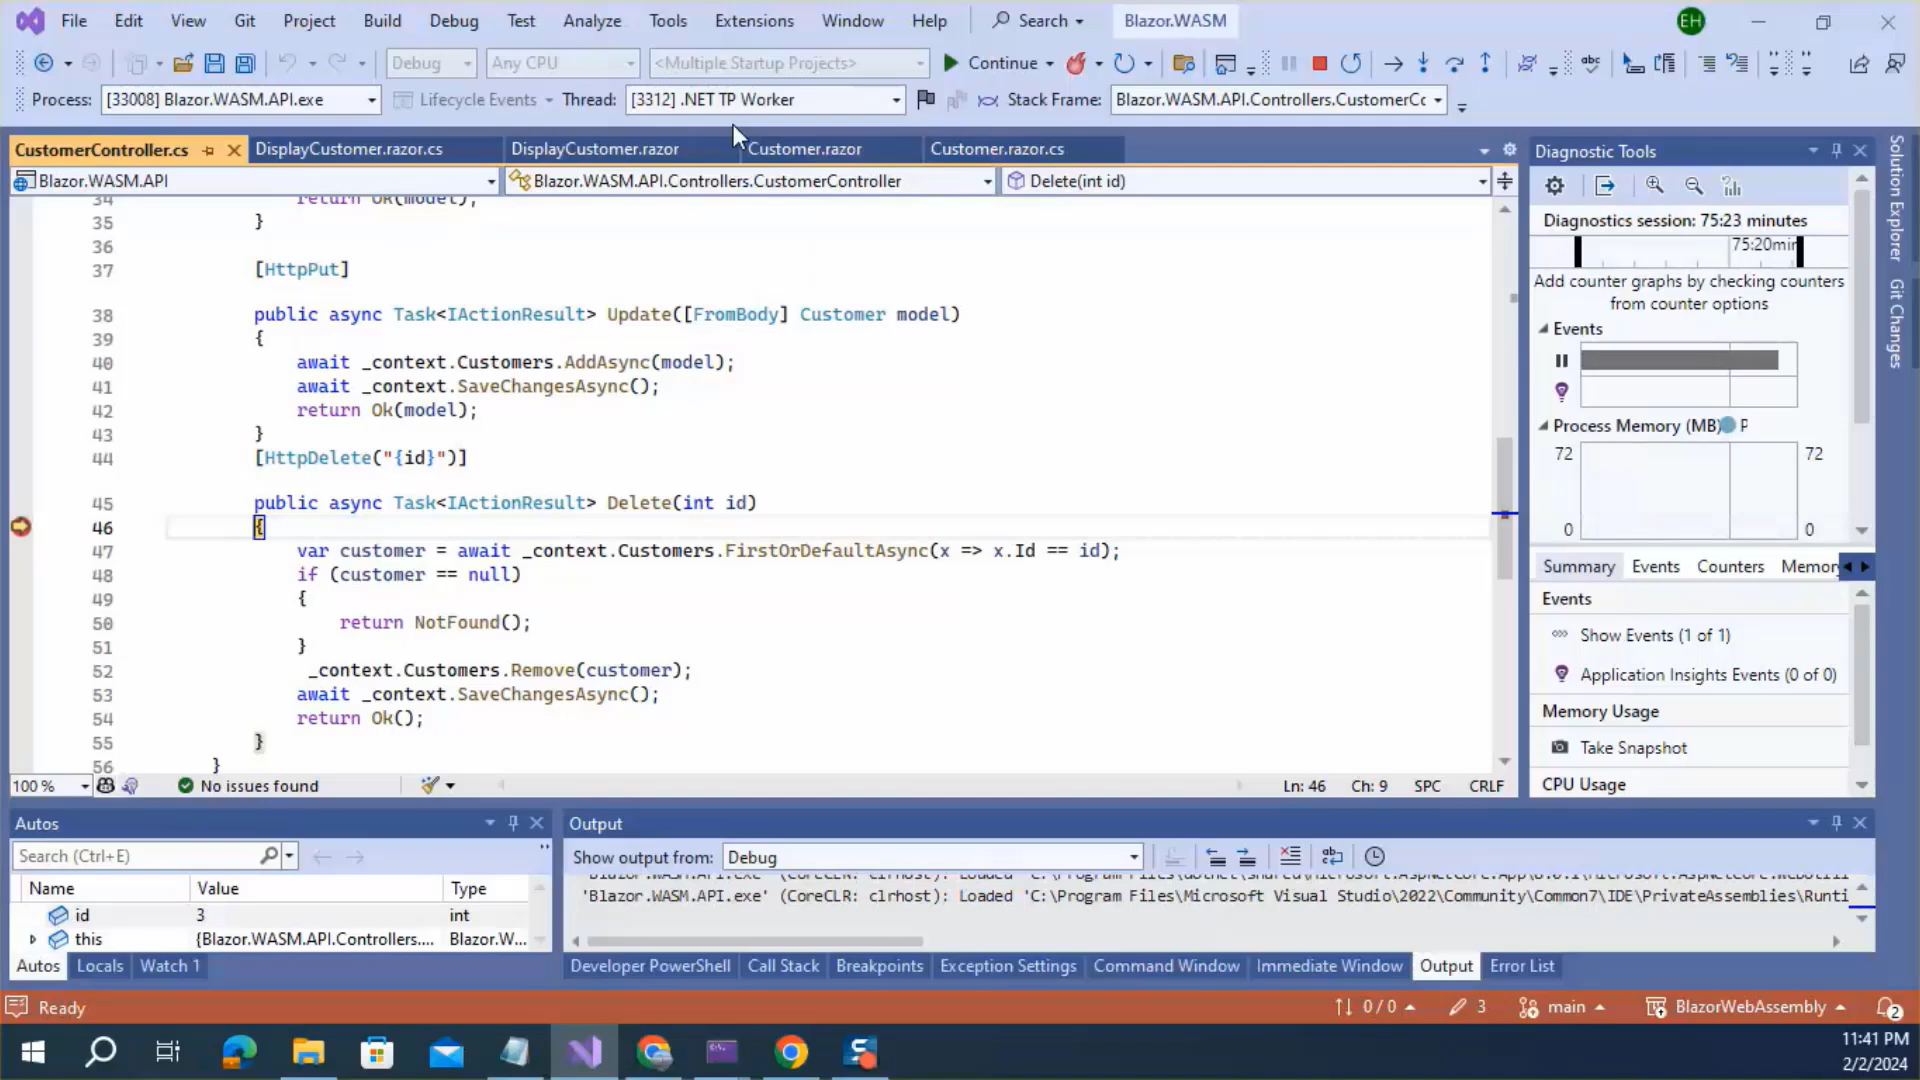 File Edit View Git Project Build Debug Test Analyze Tools Extensions Window Help Search Blazor.WASM EH
Debug Any CPU <Multiple Startup Projects> Continue
Process: [33008] Blazor.WASM.API.exe Lifecycle Events Thread: [3312] .NET TP Worker Stack Frame: Blazor.WASM.API.Controllers.CustomerCc
CustomerController.cs DisplayCustomer.razor.cs DisplayCustomer.razor Customer.razor Customer.razor.cs
Blazor.WASM.API Blazor.WASM.API.Controllers.CustomerController Delete(int id)
34 return Ok(model);
35 }
36
37 [HttpPut]
38 public async Task<IActionResult> Update([FromBody] Customer model)
39 {
40 await _context.Customers.AddAsync(model);
41 await _context.SaveChangesAsync();
42 return Ok(model);
43 }
44 [HttpDelete("{id}")]
45 public async Task<IActionResult> Delete(int id)
46 {
47 var customer = await _context.Customers.FirstOrDefaultAsync(x => x.Id == id);
48 if (customer == null)
49 {
50 return NotFound();
51 }
52 _context.Customers.Remove(customer);
53 await _context.SaveChangesAsync();
54 return Ok();
55 }
56 }
100 % No issues found Ln: 46 Ch: 9 SPC CRLF
Diagnostic Tools
Diagnostics session: 75:23 minutes
75:20min
Add counter graphs by checking counters
from counter options
Events
Process Memory (MB) P
72 72
0 0
Summary Events Counters Memory
Events
Show Events (1 of 1)
Application Insights Events (0 of 0)
Memory Usage
Take Snapshot
CPU Usage
Solution Explorer
Git Changes
Autos
Search (Ctrl+E)
Name Value Type
id 3 int
this {Blazor.WASM.API.Controllers.... Blazor.W...
Autos Locals Watch 1
Output
Show output from: Debug
'Blazor.WASM.API.exe' (CoreCLR: clrhost): Loaded 'C:\Program Files\Microsoft Visual Studio\2022\Community\Common7\IDE\PrivateAssemblies\Runti
Developer PowerShell Call Stack Breakpoints Exception Settings Command Window Immediate Window Output Error List
Ready 0 / 0 3 main BlazorWebAssembly 2
11:41 PM
2/2/2024